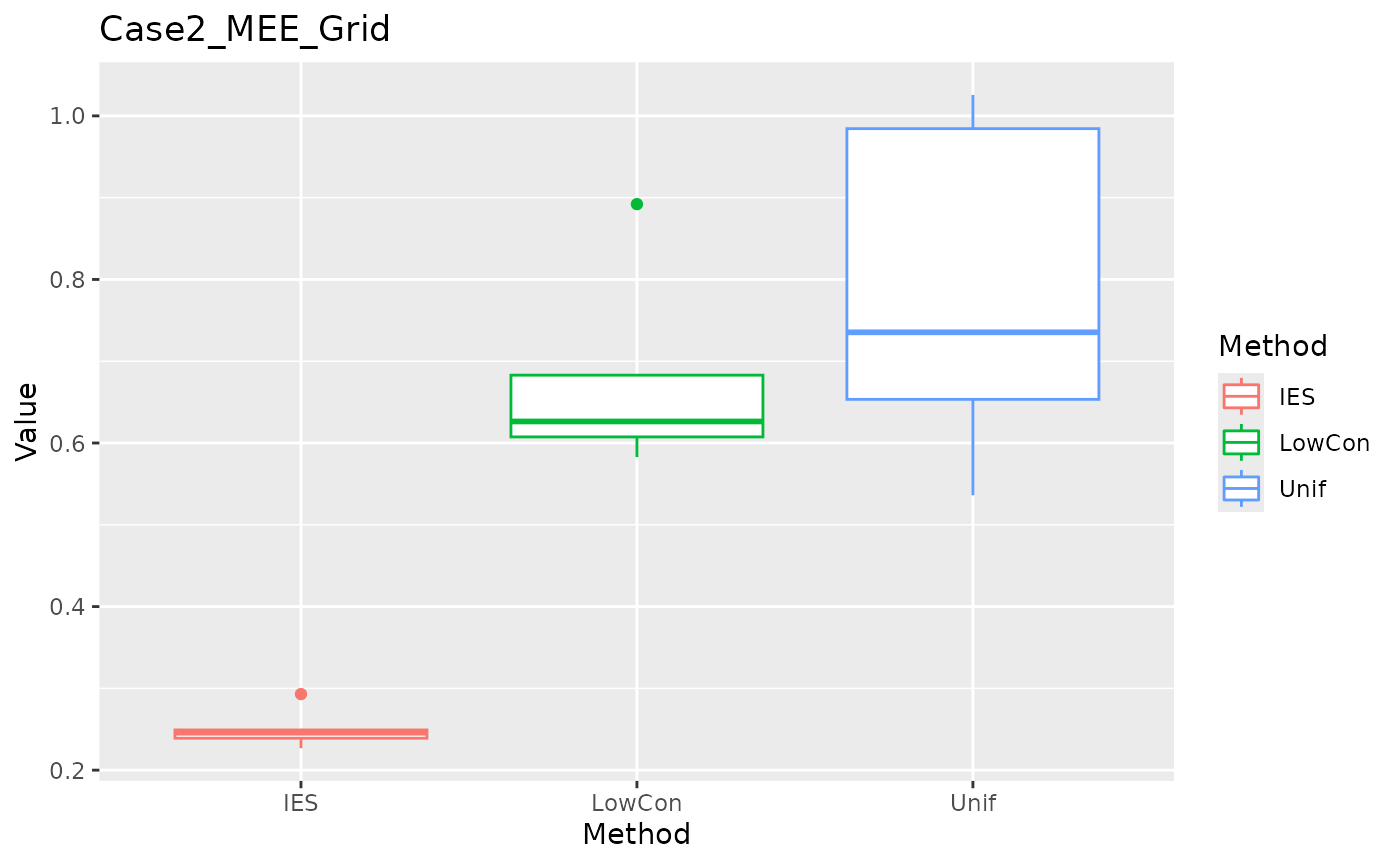 Case2_MEE_Grid
1.0
0.8
0.6
0.4
0.2
Value
IES
LowCon
Unif
Method
Method
IES
LowCon
Unif